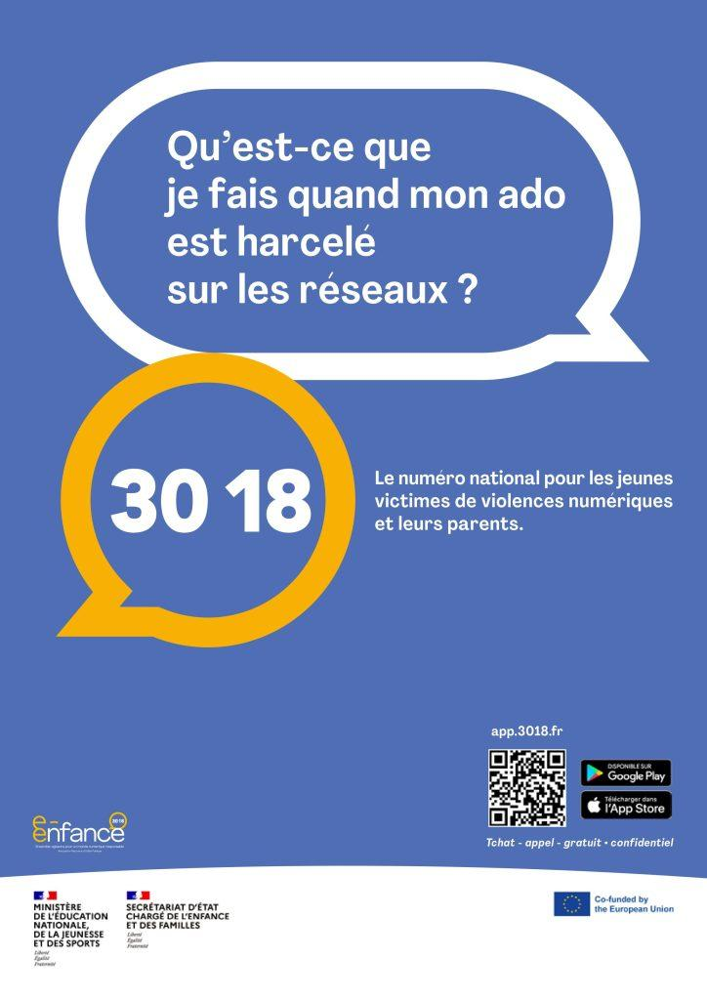 Qu'est-ce que
je fais quand mon ado
est harcelé
sur les réseaux ?
30 18
Le numéro national pour les jeunes
victimes de violences numériques
et leurs parents.
app.3018.fr
DISPONIBLE SUR
Google Play
Télécharger dans
l'App Store
Tchat - appel - gratuit • confidentiel
e-enfance 3018
MINISTÈRE
DE L'ÉDUCATION
NATIONALE,
DE LA JEUNESSE
ET DES SPORTS
Liberté
Égalité
Fraternité
SECRÉTARIAT D'ÉTAT
CHARGÉ DE L'ENFANCE
ET DES FAMILLES
Liberté
Égalité
Fraternité
Co-funded by
the European Union